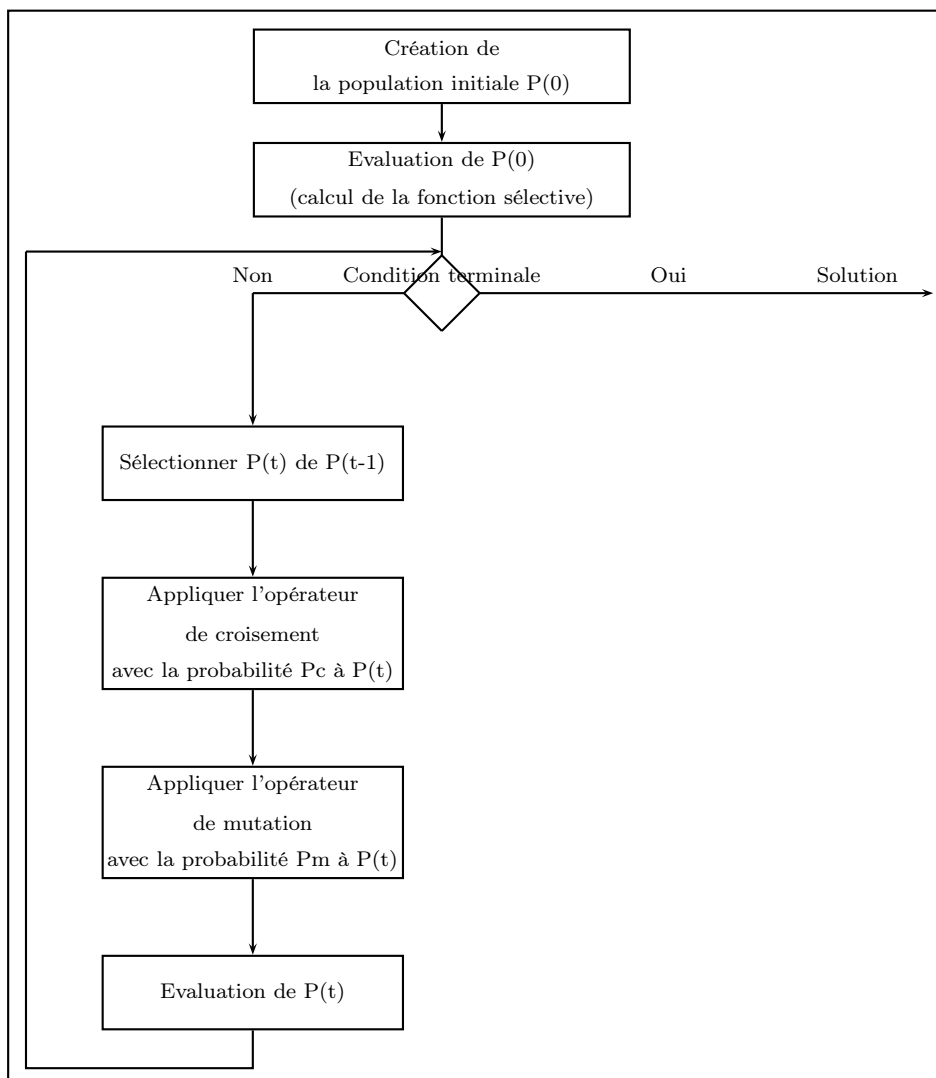 Création de
la population initiale P(0)
Evaluation de P(0)
(calcul de la fonction sélective)
Non
Condition terminale
Oui
Solution
Sélectionner P(t) de P(t-1)
Appliquer l'opérateur
de croisement
avec la probabilité Pc à P(t)
Appliquer l'opérateur
de mutation
avec la probabilité Pm à P(t)
Evaluation de P(t)